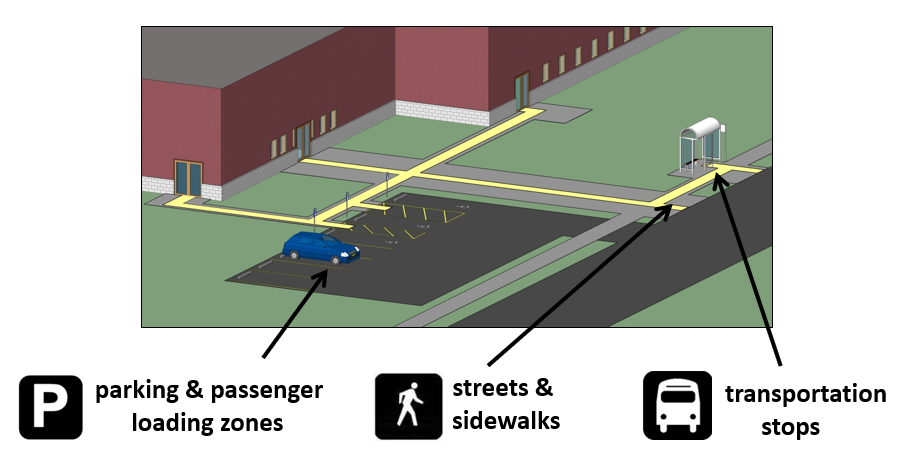 P
parking & passenger
loading zones
streets &
sidewalks
transportation
stops